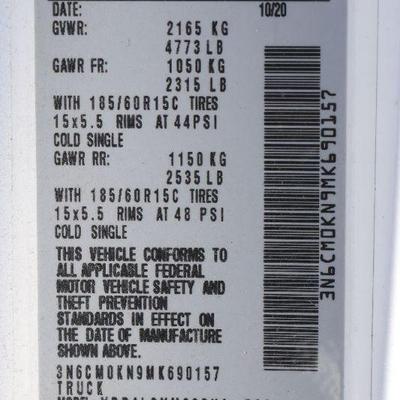 DATE: 10/20
GVWR: 2165 KG
4773 LB
GAWR FR: 1050 KG
2315 LB
WITH 185/60R15C TIRES
15x5.5 RIMS AT 44PSI
COLD SINGLE
GAWR RR: 1150 KG
2535 LB
WITH 185/60R15C TIRES
15x5.5 RIMS AT 48 PSI
COLD SINGLE
THIS VEHICLE CONFORMS TO
ALL APPLICABLE FEDERAL
MOTOR VEHICLE SAFETY AND
THEFT PREVENTION
STANDARDS IN EFFECT ON
THE DATE OF MANUFACTURE
SHOWN ABOVE.
3N6CM0KN9MK690157
TRUCK
3N6CM0KN9MK690157